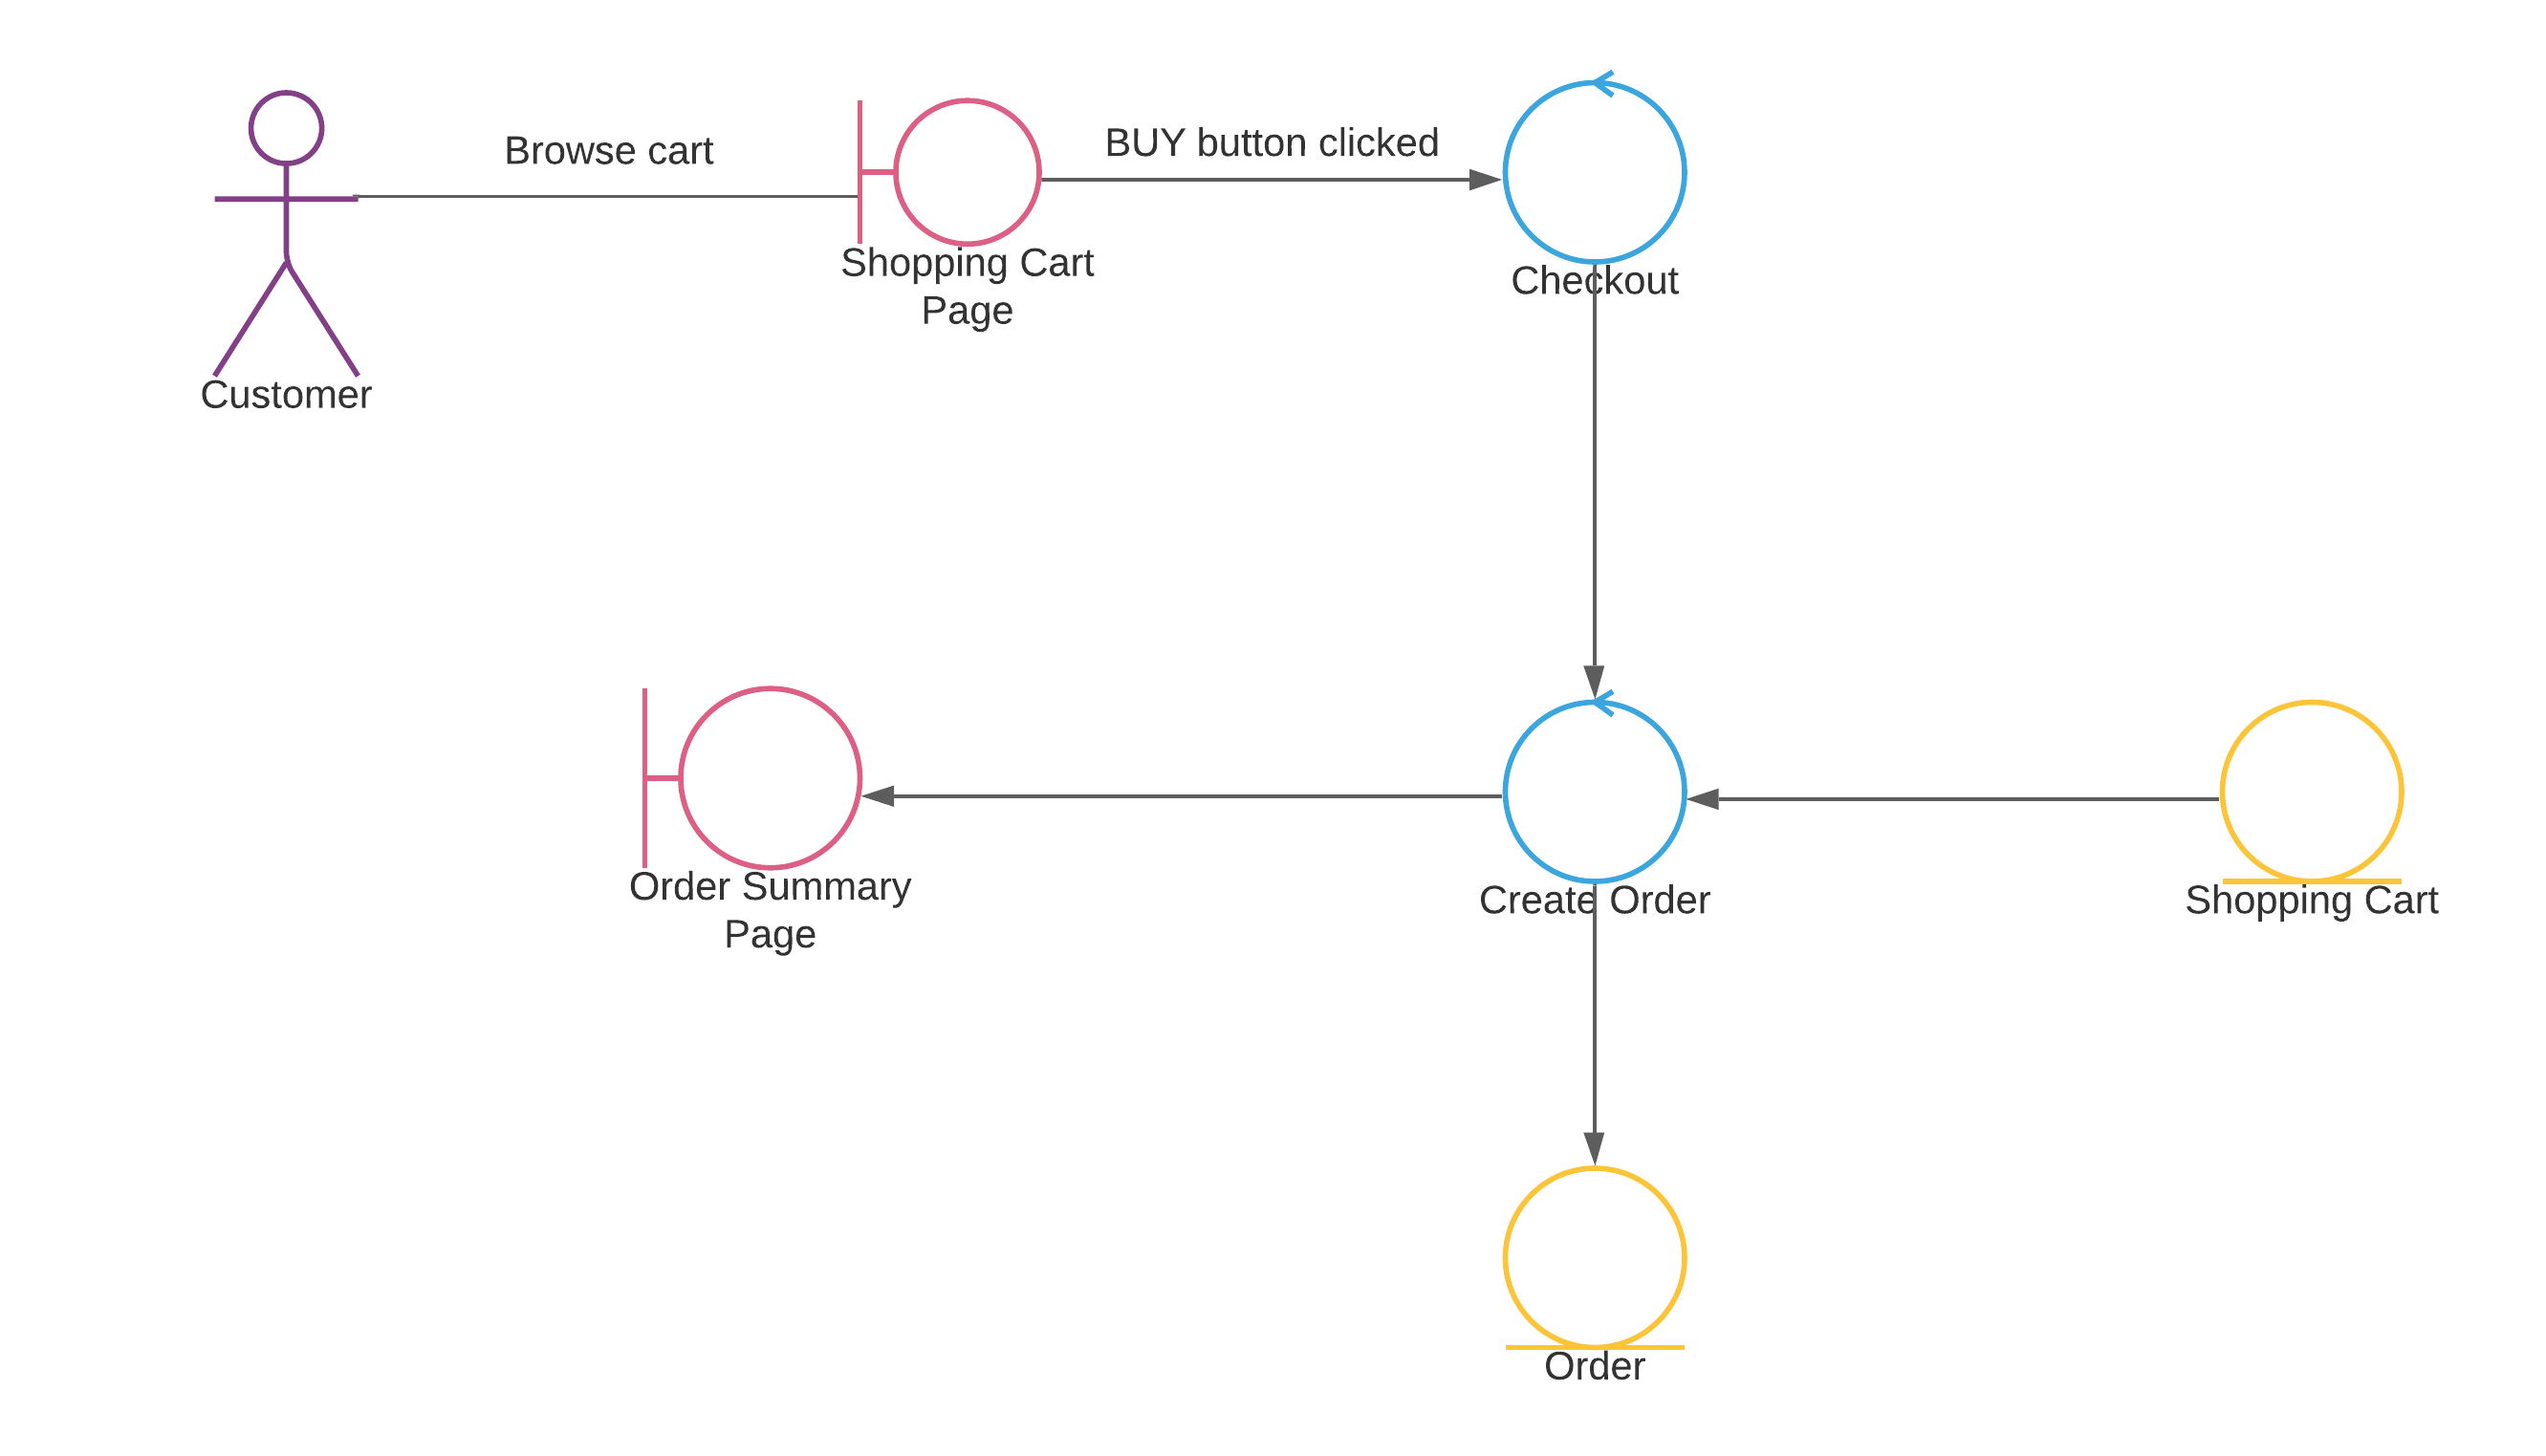 Browse cart
BUY button clicked
Shopping Cart
Page
Checkout
Customer
Order Summary
Page
Create Order
Shopping Cart
Order